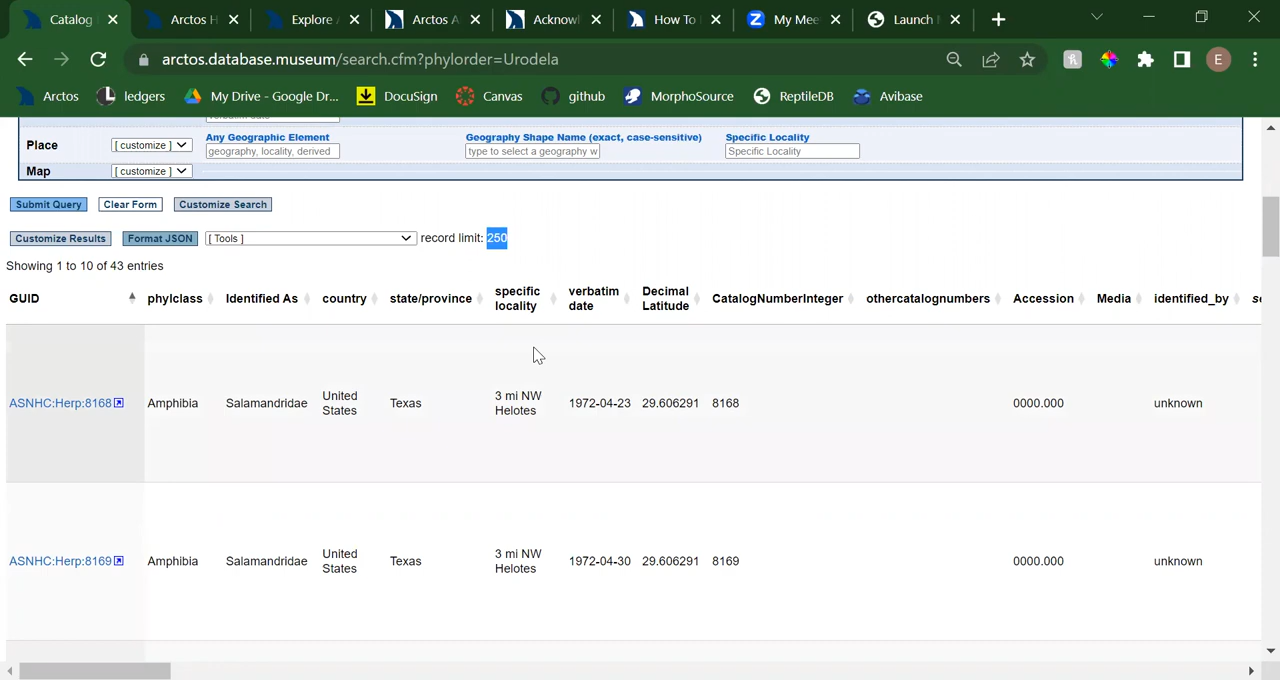 Catalog
Arctos H
Explore A
Arctos A
Acknowl
How To
My Mee
Launch
arctos.database.museum/search.cfm?phylorder=Urodela
E
Arctos
ledgers
My Drive - Google Dr...
DocuSign
Canvas
github
MorphoSource
ReptileDB
Avibase
Place
[ customize ]
Any Geographic Element
geography, locality, derived
Geography Shape Name (exact, case-sensitive)
type to select a geography w
Specific Locality
Specific Locality
Map
[ customize ]
Submit Query
Clear Form
Customize Search
Customize Results
Format JSON
[ Tools ]
record limit: 250
Showing 1 to 10 of 43 entries
GUID
phylclass
Identified As
country
state/province
specific
locality
verbatim
date
Decimal
Latitude
CatalogNumberInteger
othercatalognumbers
Accession
Media
identified_by
ASNHC:Herp:8168
Amphibia
Salamandridae
United
States
Texas
3 mi NW
Helotes
1972-04-23
29.606291
8168
0000.000
unknown
ASNHC:Herp:8169
Amphibia
Salamandridae
United
States
Texas
3 mi NW
Helotes
1972-04-30
29.606291
8169
0000.000
unknown